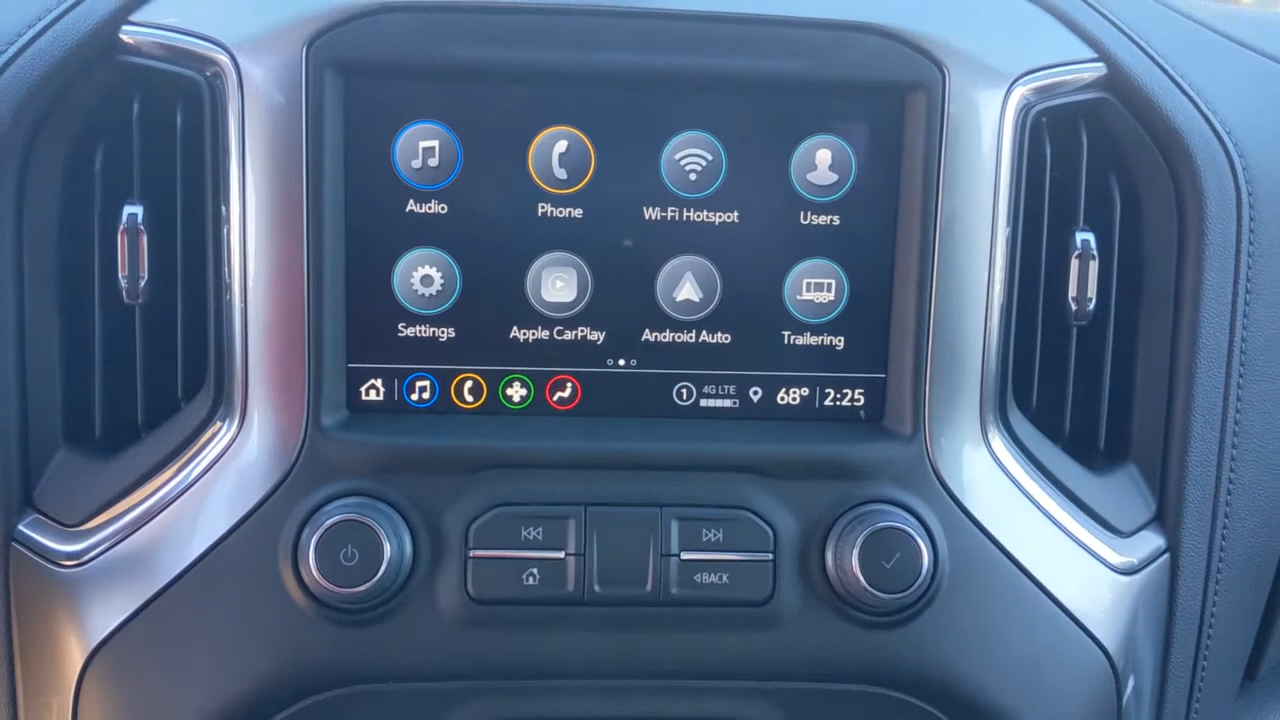 Audio Phone Wi-Fi Hotspot Users
Settings Apple CarPlay Android Auto Trailering
1 4G LTE 68° 2:25
BACK